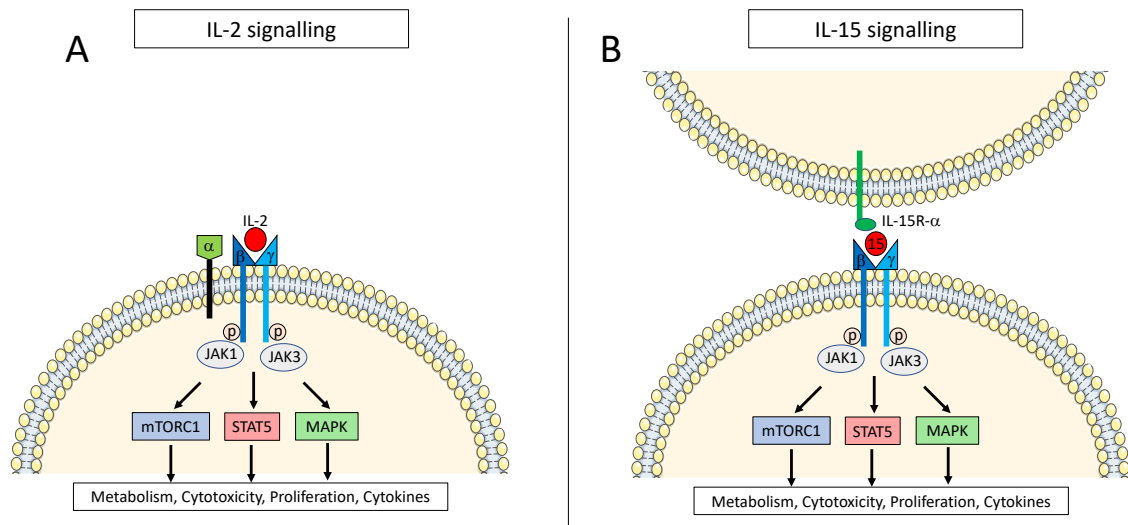 IL-2 signalling
A
IL-2
α
β
γ
p
p
JAK1
JAK3
mTORC1
STAT5
MAPK
Metabolism, Cytotoxicity, Proliferation, Cytokines
IL-15 signalling
B
IL-15R-α
15
β
γ
p
p
JAK1
JAK3
mTORC1
STAT5
MAPK
Metabolism, Cytotoxicity, Proliferation, Cytokines